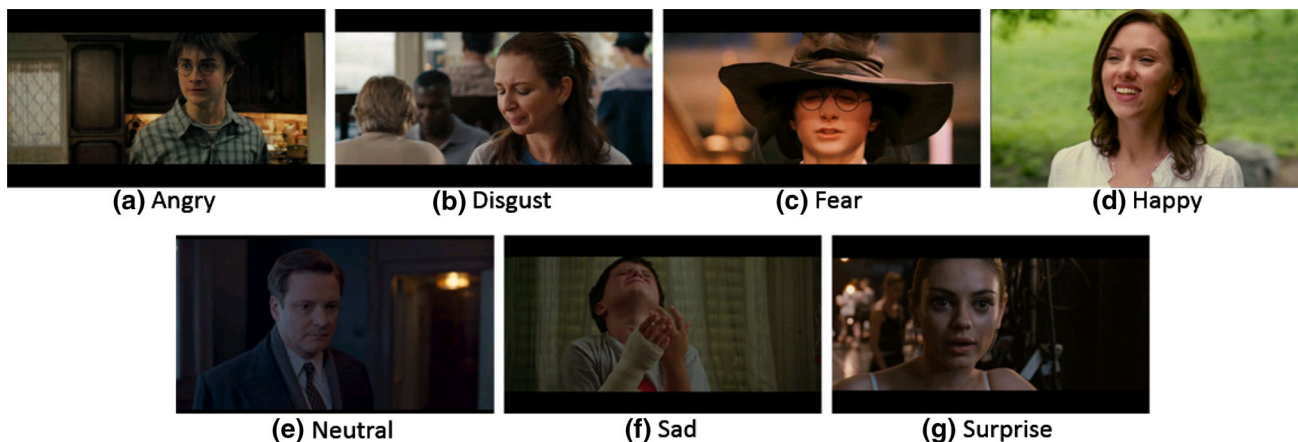 (a) Angry
(b) Disgust
(c) Fear
(d) Happy
(e) Neutral
(f) Sad
(g) Surprise